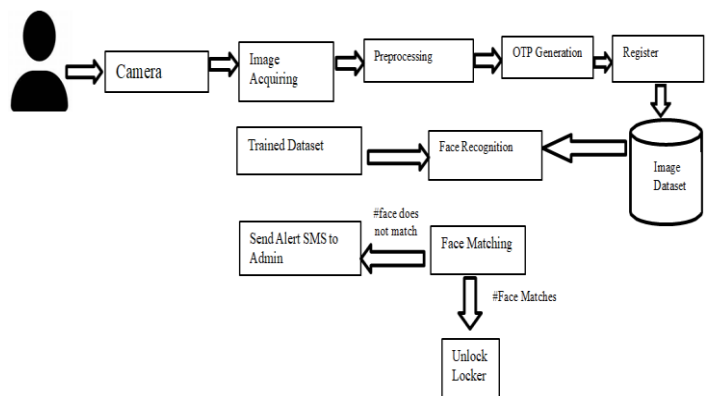 Camera
Image
Acquiring
Preprocessing
OTP Generation
Register
Trained Dataset
Face Recognition
Image
Dataset
Send Alert SMS to
Admin
#face does
not match
Face Matching
#Face Matches
Unlock
Locker